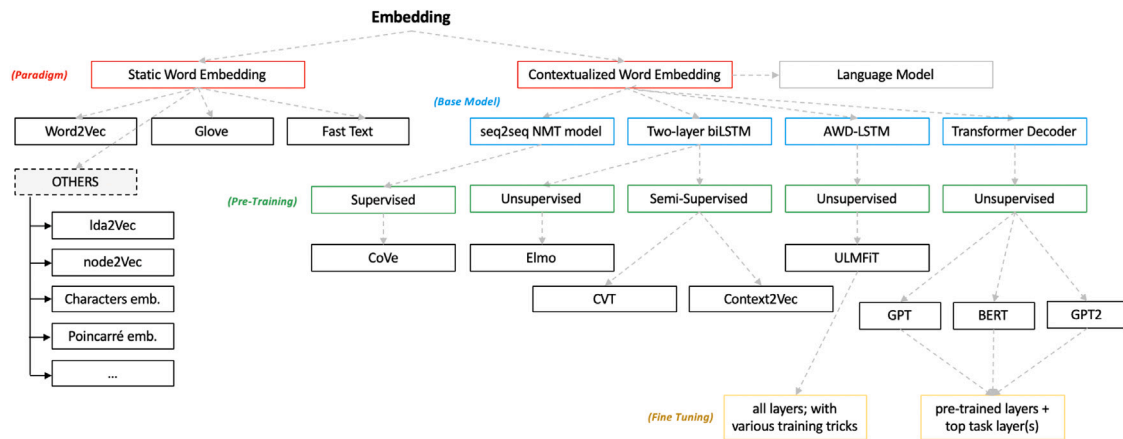 Embedding
(Paradigm)
Static Word Embedding
Contextualized Word Embedding
Language Model
(Base Model)
Word2Vec
Glove
Fast Text
seq2seq NMT model
Two-layer biLSTM
AWD-LSTM
Transformer Decoder
OTHERS
(Pre-Training)
Supervised
Unsupervised
Semi-Supervised
Unsupervised
Unsupervised
lda2Vec
node2Vec
Characters emb.
Poincarré emb.
...
CoVe
Elmo
ULMFiT
CVT
Context2Vec
GPT
BERT
GPT2
(Fine Tuning)
all layers; with
various training tricks
pre-trained layers +
top task layer(s)